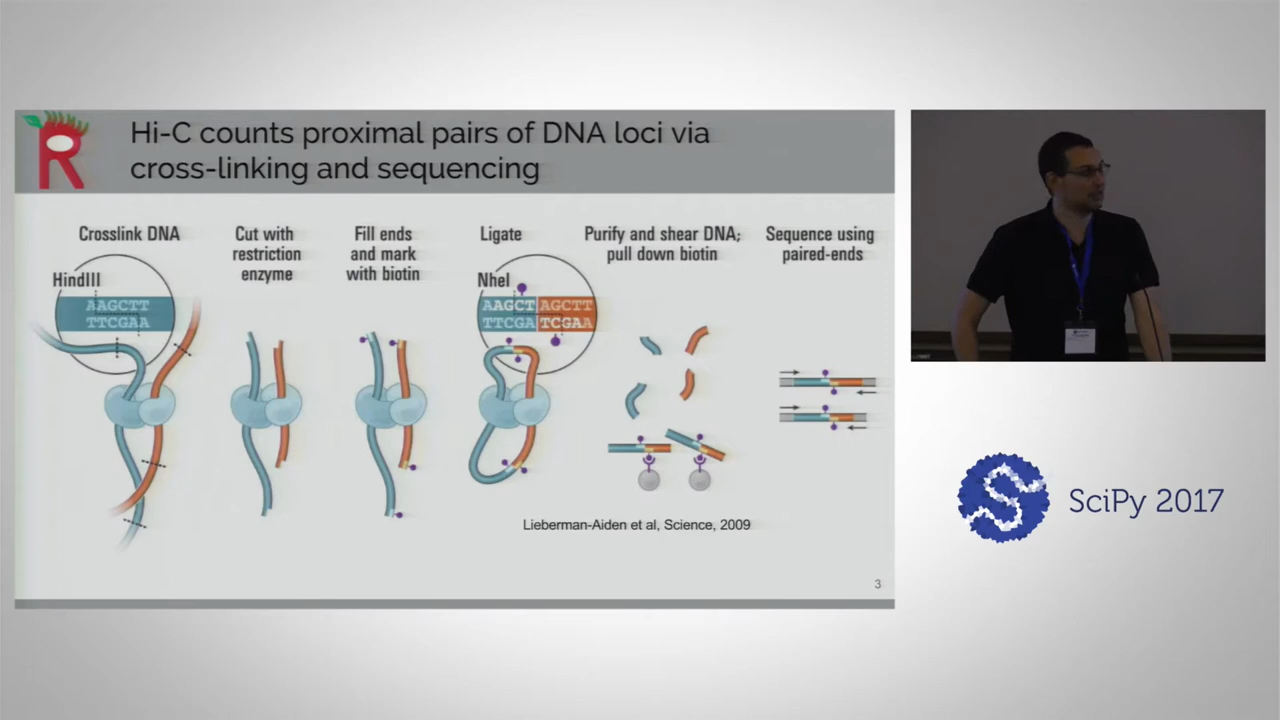 Hi-C counts proximal pairs of DNA loci via
cross-linking and sequencing
Crosslink DNA
Cut with
restriction
enzyme
Fill ends
and mark
with biotin
Ligate
Purify and shear DNA;
pull down biotin
Sequence using
paired-ends
HindIII
AAGCTT
TTCGAA
NheI
AAGCT AGCTT
TTCGA TCGAA
Lieberman-Aiden et al, Science, 2009
3
SciPy 2017